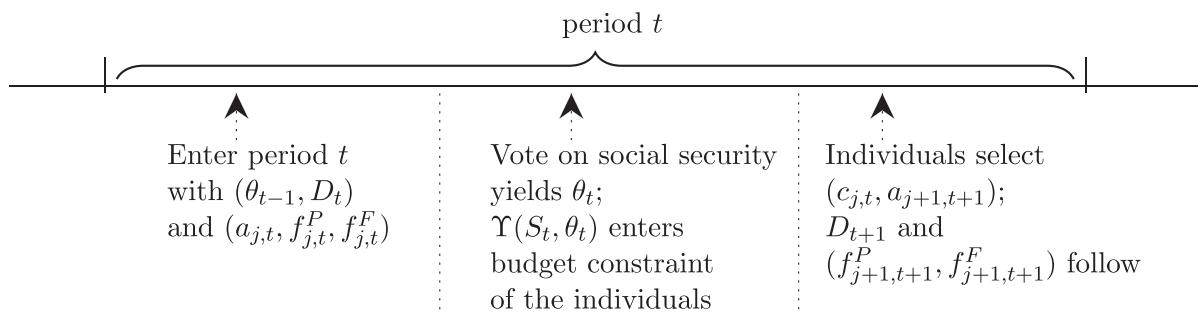 period t
Enter period t
with (θ_{t−1}, D_t)
and (a_{j,t}, f^P_{j,t}, f^F_{j,t})
Vote on social security
yields θ_t;
Υ(S_t, θ_t) enters
budget constraint
of the individuals
Individuals select
(c_{j,t}, a_{j+1,t+1});
D_{t+1} and
(f^P_{j+1,t+1}, f^F_{j+1,t+1}) follow